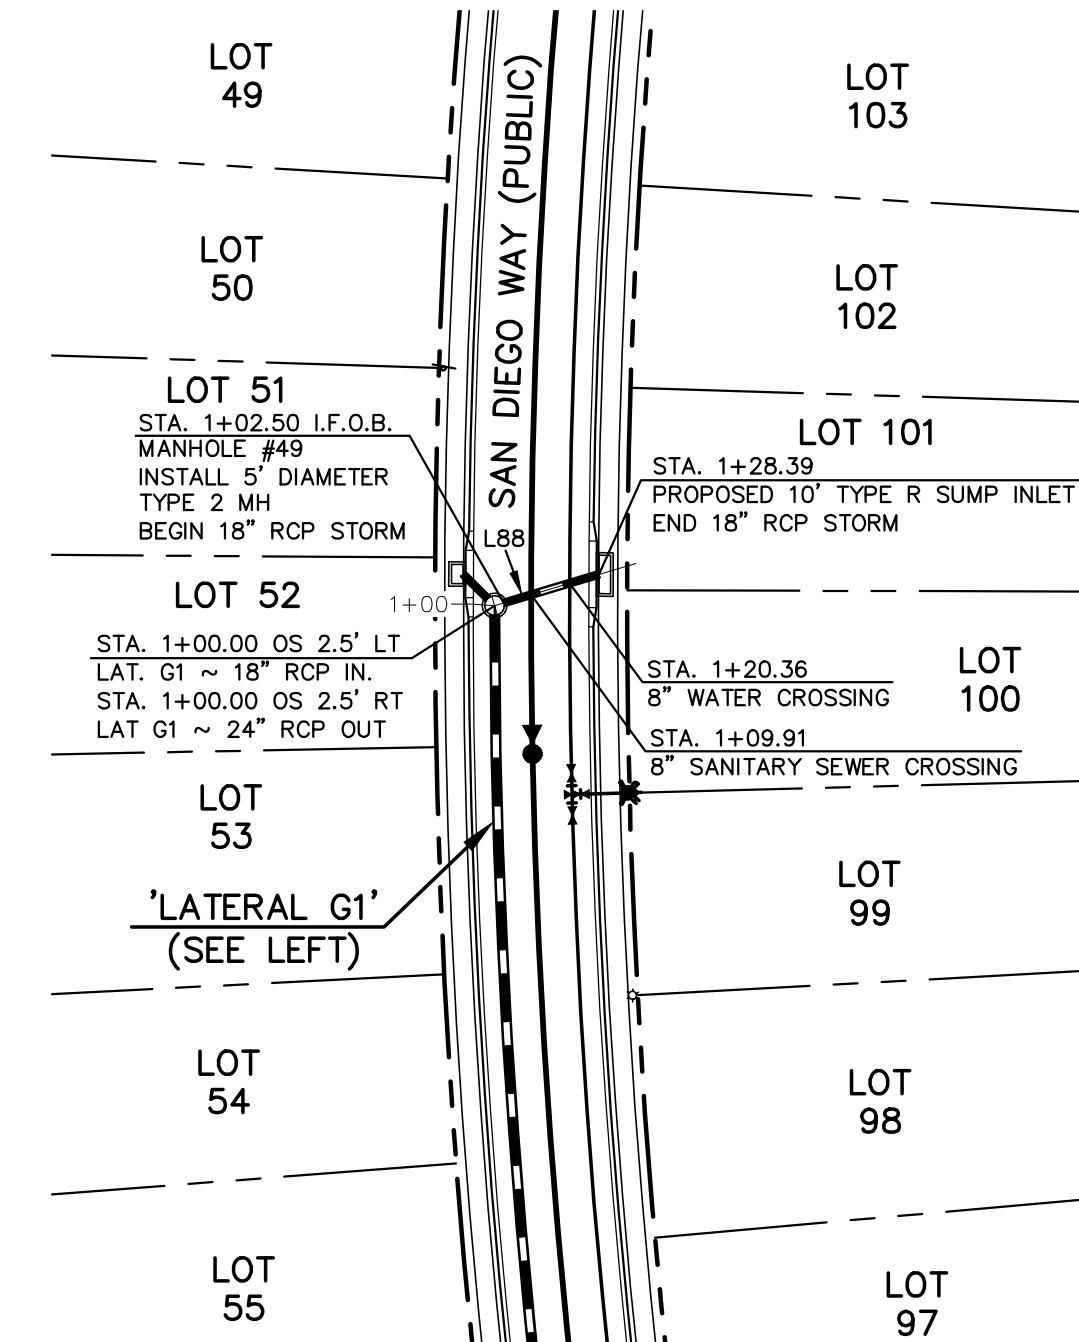 LOT
49
LOT
103
SAN DIEGO WAY (PUBLIC)
LOT
50
LOT
102
LOT 51
STA. 1+02.50 I.F.O.B.
MANHOLE #49
INSTALL 5' DIAMETER
TYPE 2 MH
BEGIN 18" RCP STORM
LOT 101
STA. 1+28.39
PROPOSED 10' TYPE R SUMP INLET
END 18" RCP STORM
L88
LOT 52
1+00
STA. 1+00.00 OS 2.5' LT
LAT. G1 ~ 18" RCP IN.
STA. 1+00.00 OS 2.5' RT
LAT G1 ~ 24" RCP OUT
LOT
100
STA. 1+20.36
8" WATER CROSSING
STA. 1+09.91
8" SANITARY SEWER CROSSING
LOT
53
'LATERAL G1'
(SEE LEFT)
LOT
99
LOT
54
LOT
98
LOT
55
LOT
97